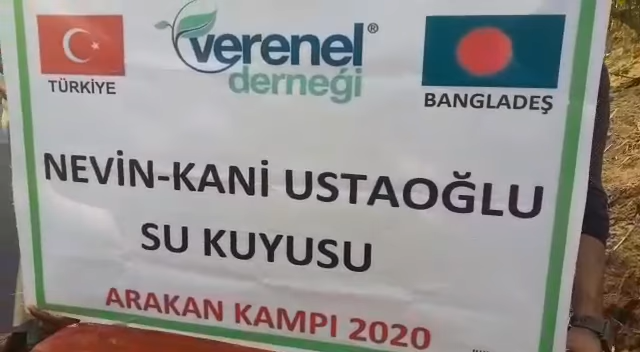 verenel®
derneği
TÜRKİYE
BANGLADEŞ
NEVİN-KANİ USTAOĞLU
SU KUYUSU
ARAKAN KAMPI 2020